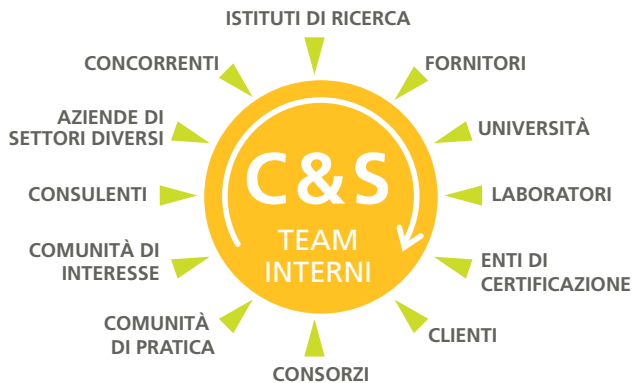 ISTITUTI DI RICERCA
CONCORRENTI
FORNITORI
AZIENDE DI
SETTORI DIVERSI
UNIVERSITÀ
C&S
TEAM
INTERNI
CONSULENTI
LABORATORI
COMUNITÀ DI
INTERESSE
ENTI DI
CERTIFICAZIONE
COMUNITÀ
DI PRATICA
CLIENTI
CONSORZI